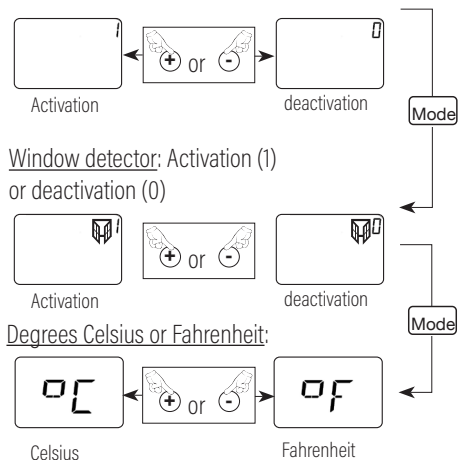 1 0
+ or -
Activation deactivation
Mode
Window detector: Activation (1)
or deactivation (0)
1 0
+ or -
Activation deactivation
Mode
Degrees Celsius or Fahrenheit:
°C + or - °F
Celsius Fahrenheit